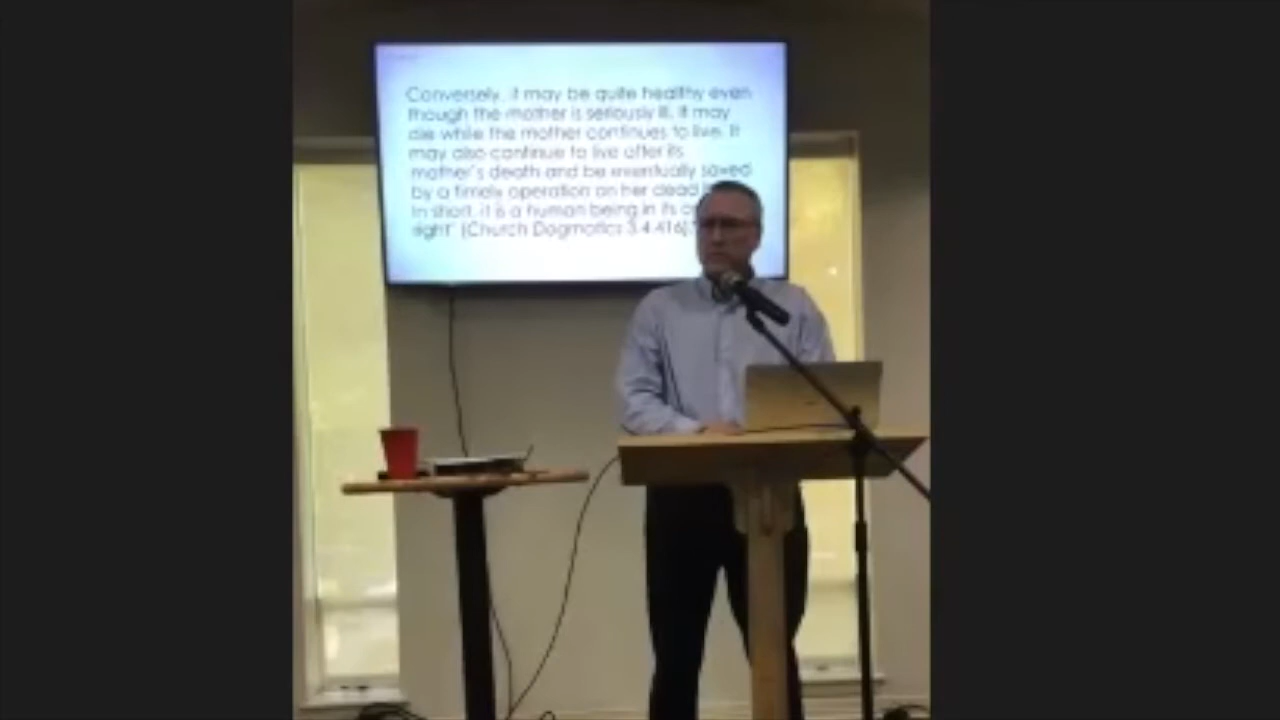 Conversely, it may be quite healthy even
though the mother is seriously ill. It may
die while the mother continues to live. It
may also continue to live after its
mother's death and be eventually saved
by a timely operation on her dead
In short, it is a human being in its
right" (Church Dogmatics 3.4.416).